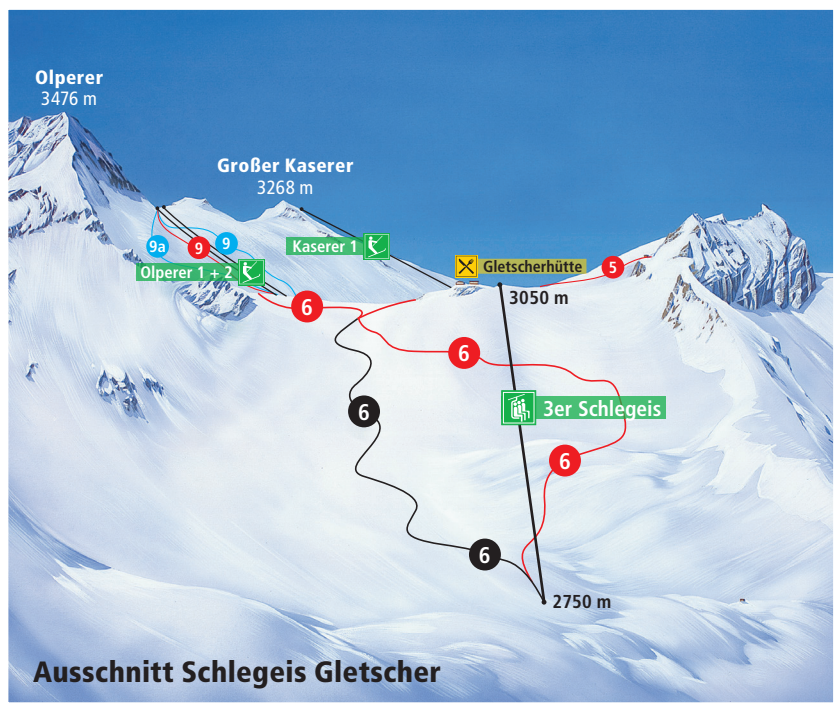 Olperer
3476 m
Großer Kaserer
3268 m
9a
9
9
Kaserer 1
Olperer 1 + 2
Gletscherhütte
5
3050 m
6
6
6
3er Schlegeis
6
6
2750 m
Ausschnitt Schlegeis Gletscher